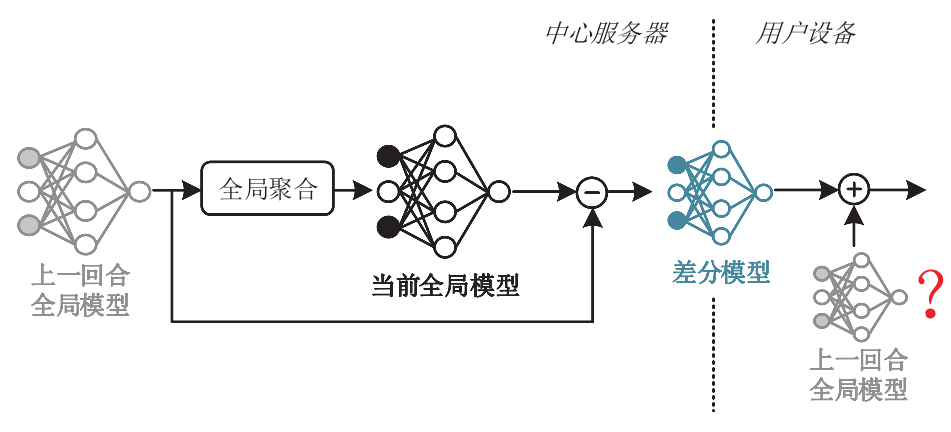 中心服务器
用户设备
全局聚合
上一回合
全局模型
当前全局模型
差分模型
?
上一回合
全局模型